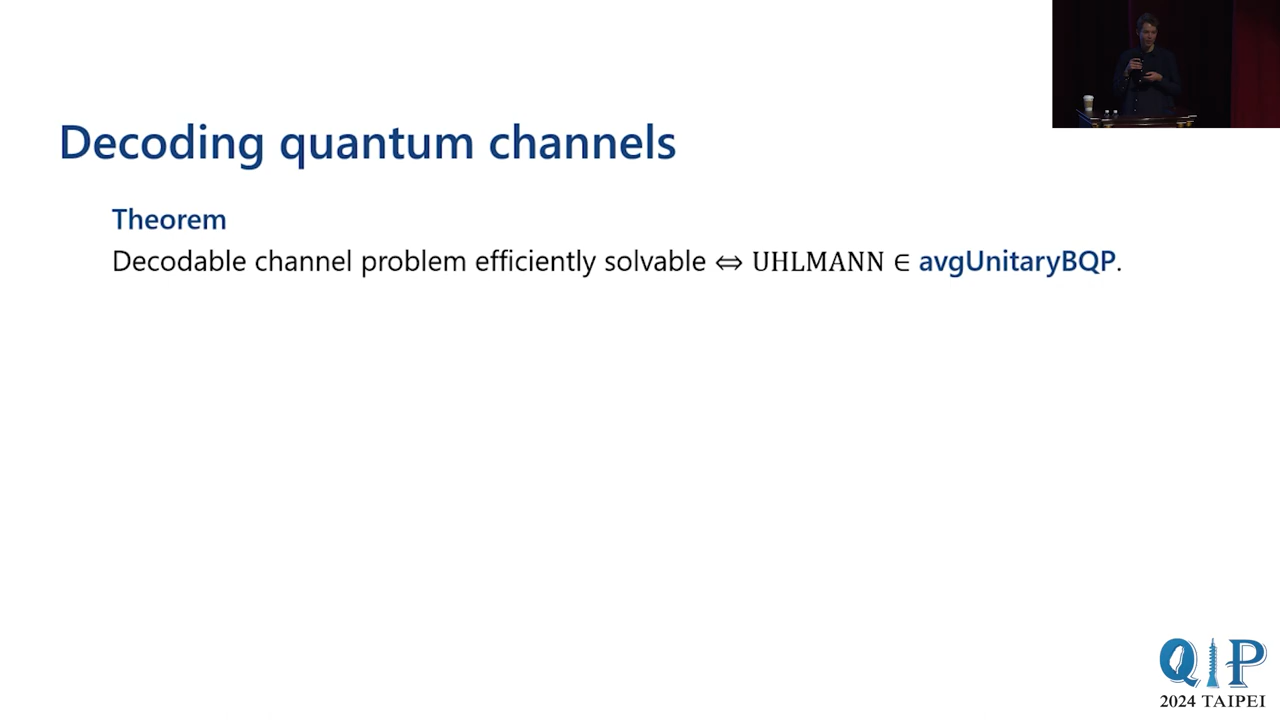 Decoding quantum channels
Theorem
Decodable channel problem efficiently solvable ⇔ UHLMANN ∈ avgUnitaryBQP.
QIP
2024 TAIPEI